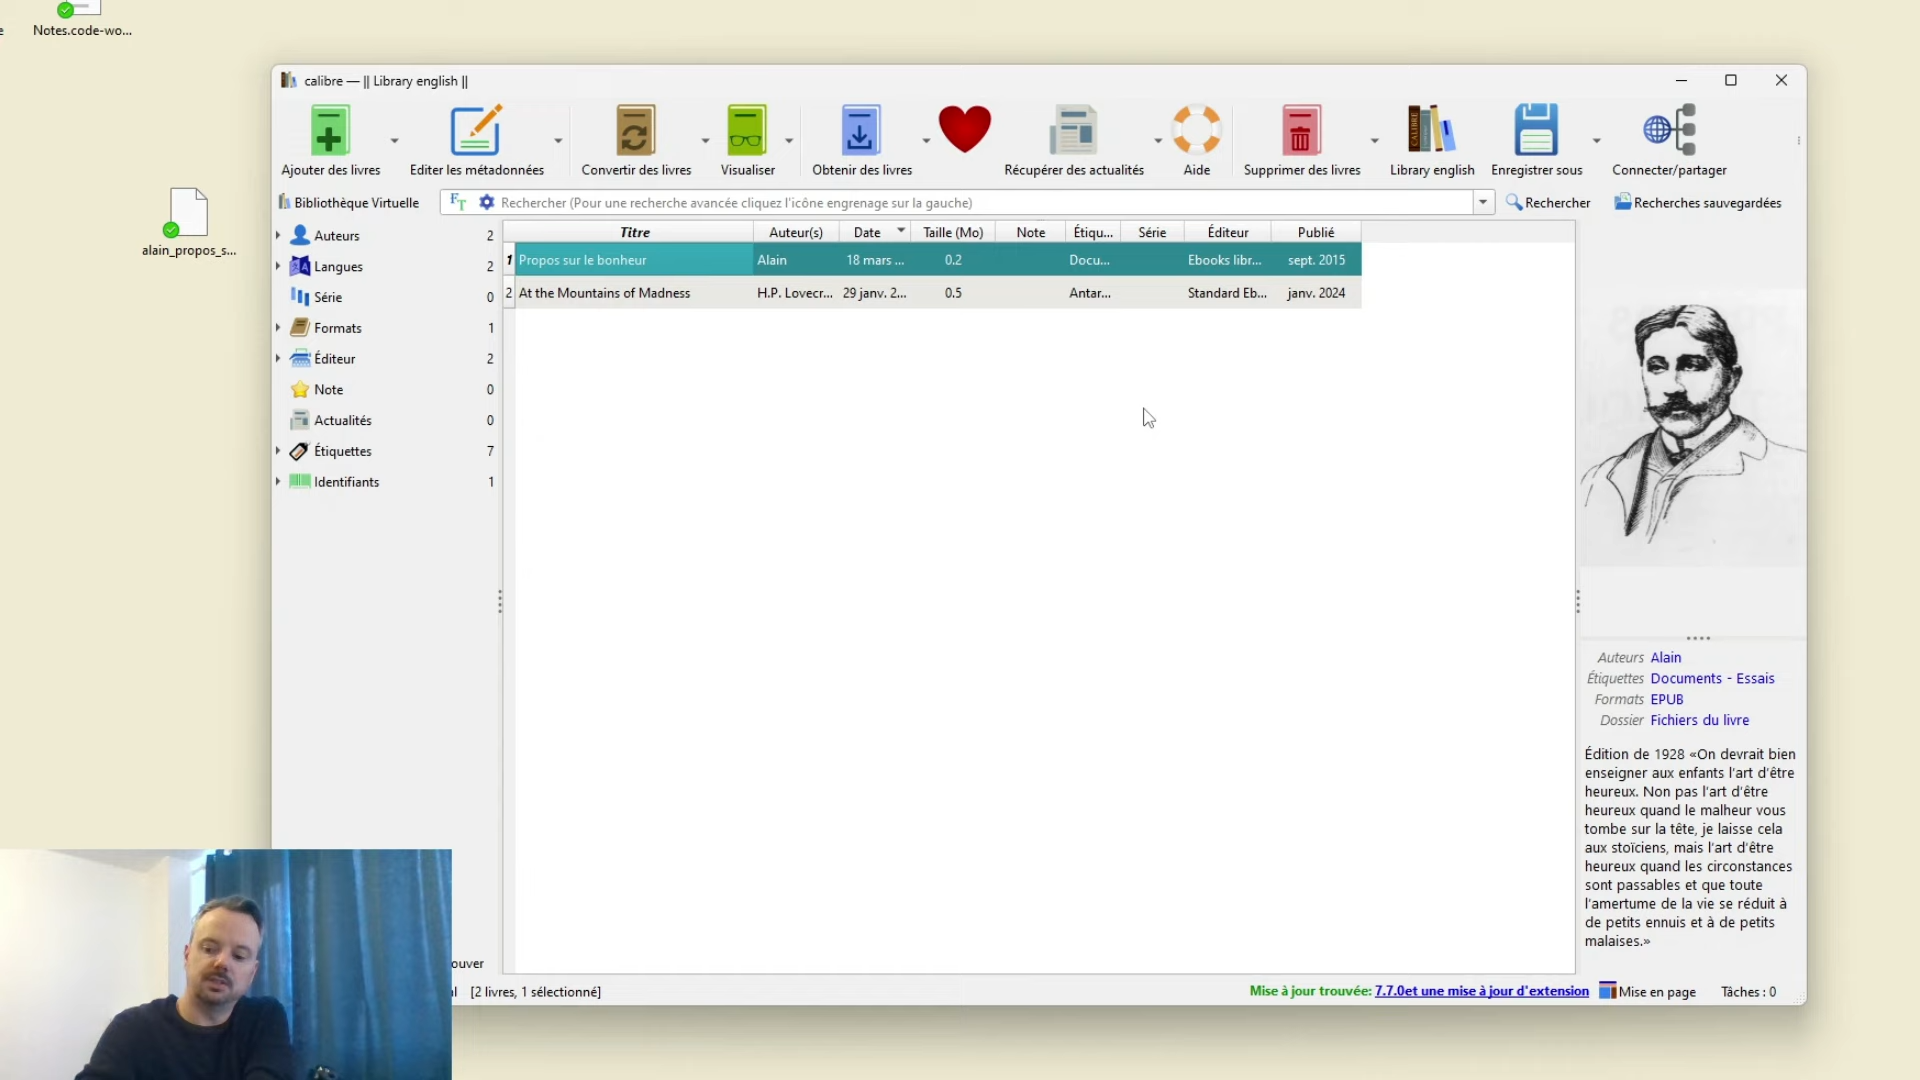 Notes.code-wo...
alain_propos_s...
calibre — || Library english ||
Ajouter des livres
Editer les métadonnées
Convertir des livres
Visualiser
Obtenir des livres
Récupérer des actualités
Aide
Supprimer des livres
CALIBRE
Library english
Enregistrer sous
Connecter/partager
Bibliothèque Virtuelle
Rechercher (Pour une recherche avancée cliquez l'icône engrenage sur la gauche)
Rechercher
Recherches sauvegardées
Auteurs 2
Langues 2
Série 0
Formats 1
Éditeur 2
Note 0
Actualités 0
Étiquettes 7
Identifiants 1
Titre Auteur(s) Date Taille (Mo) Note Étiqu... Série Éditeur Publié
1 Propos sur le bonheur Alain 18 mars ... 0.2 Docu... Ebooks libr... sept. 2015
2 At the Mountains of Madness H.P. Lovecr... 29 janv. 2... 0.5 Antar... Standard Eb... janv. 2024
Auteurs Alain
Étiquettes Documents - Essais
Formats EPUB
Dossier Fichiers du livre
Édition de 1928 «On devrait bien
enseigner aux enfants l'art d'être
heureux. Non pas l'art d'être
heureux quand le malheur vous
tombe sur la tête, je laisse cela
aux stoïciens, mais l'art d'être
heureux quand les circonstances
sont passables et que toute
l'amertume de la vie se réduit à
de petits ennuis et à de petits
malaises.»
ouver
[2 livres, 1 sélectionné]
Mise à jour trouvée: 7.7.0et une mise à jour d'extension
Mise en page
Tâches : 0